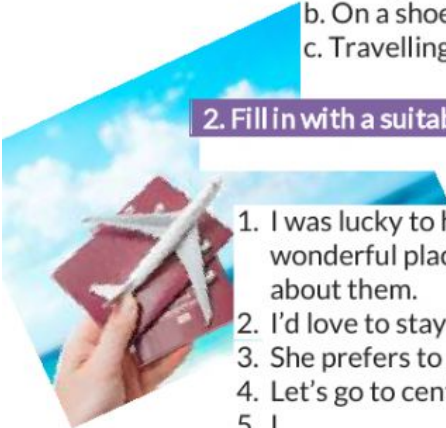 b. On a shoe
c. Travelling
2. Fill in with a suitab
1. I was lucky to
wonderful plac
about them.
2. I'd love to stay
3. She prefers to
4. Let's go to cen
5. I